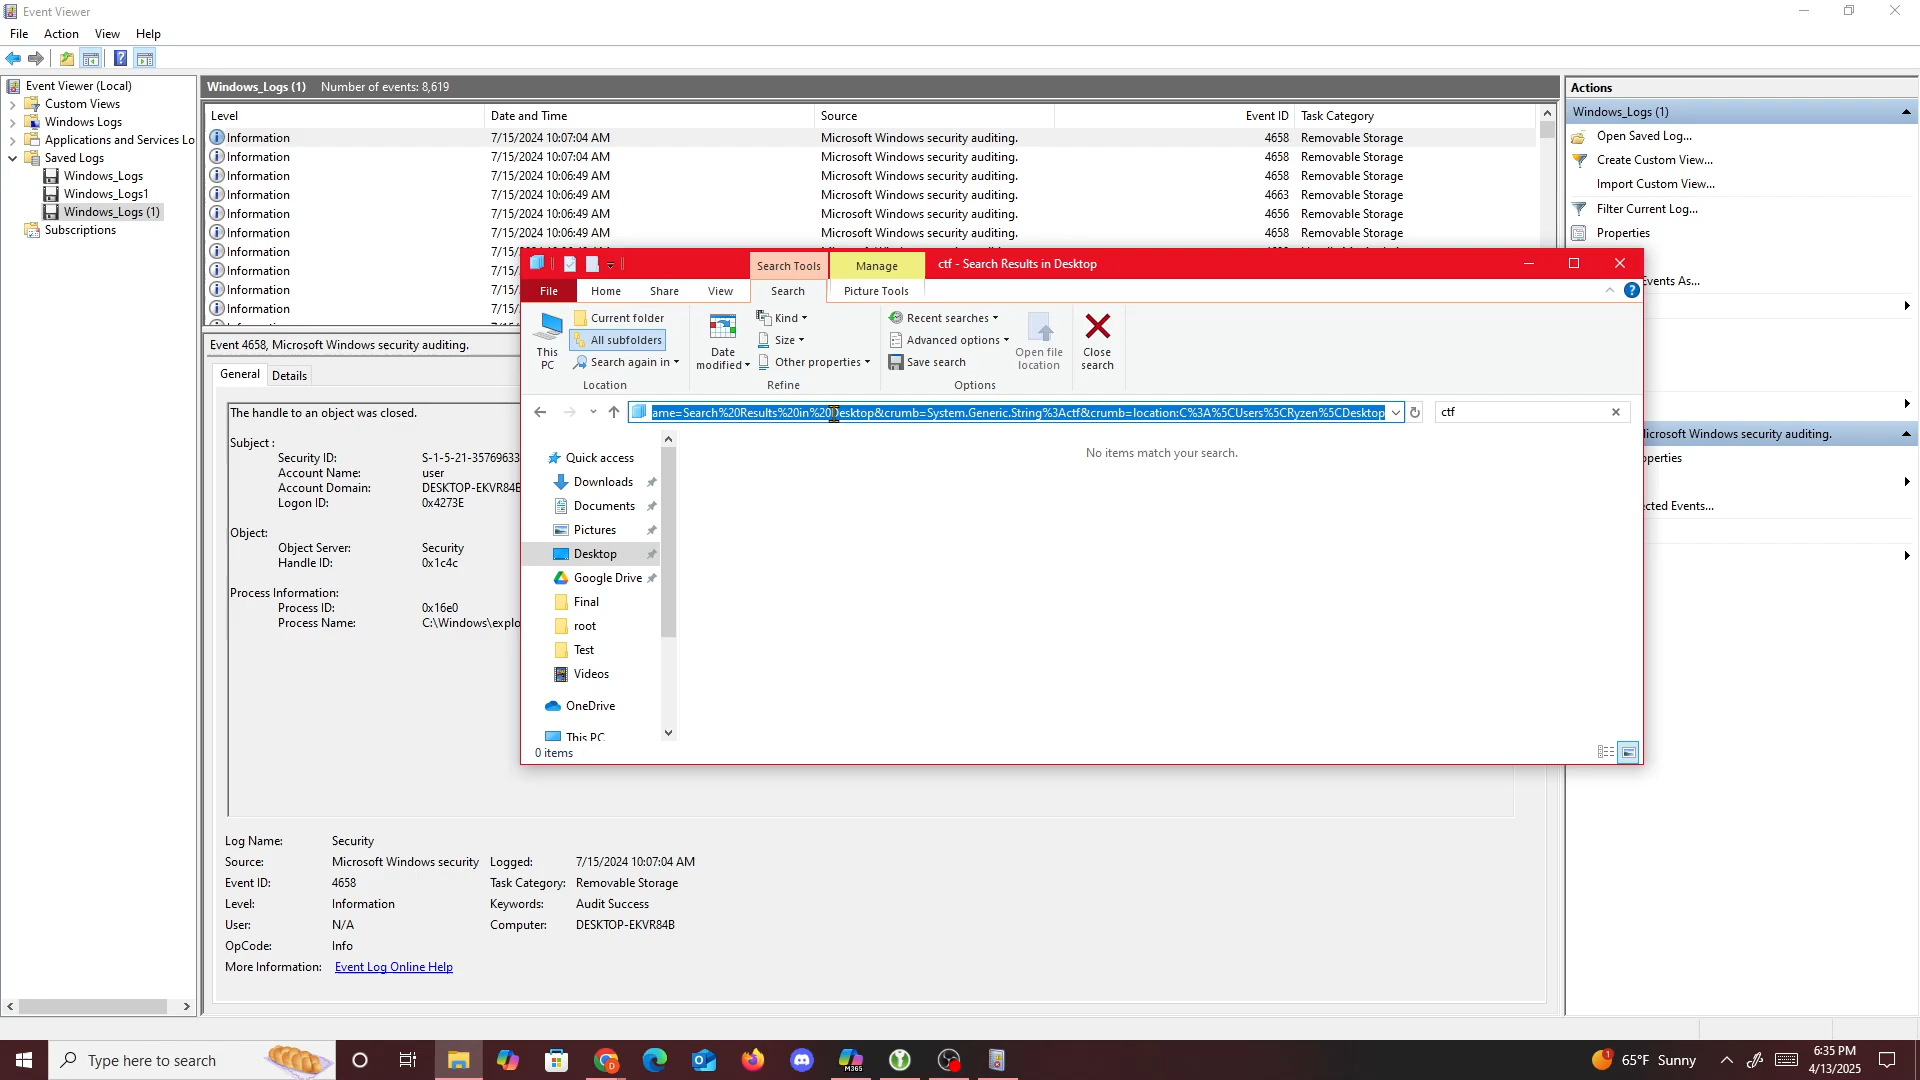 Event Viewer
File Action View Help
Event Viewer (Local)
Custom Views
Windows Logs
Applications and Services Lo
Saved Logs
Windows_Logs
Windows_Logs1
Windows_Logs (1)
Subscriptions
Windows_Logs (1) Number of events: 8,619
Level Date and Time Source Event ID Task Category
Information 7/15/2024 10:07:04 AM Microsoft Windows security auditing. 4658 Removable Storage
Information 7/15/2024 10:07:04 AM Microsoft Windows security auditing. 4658 Removable Storage
Information 7/15/2024 10:06:49 AM Microsoft Windows security auditing. 4658 Removable Storage
Information 7/15/2024 10:06:49 AM Microsoft Windows security auditing. 4663 Removable Storage
Information 7/15/2024 10:06:49 AM Microsoft Windows security auditing. 4656 Removable Storage
Information 7/15/2024 10:06:49 AM Microsoft Windows security auditing. 4658 Removable Storage
Information
Information 7/15/
Information 7/15/
Information 7/15/
Event 4658, Microsoft Windows security auditing.
General Details
The handle to an object was closed.
Subject :
Security ID: S-1-5-21-35769633
Account Name: user
Account Domain: DESKTOP-EKVR84B
Logon ID: 0x4273E
Object:
Object Server: Security
Handle ID: 0x1c4c
Process Information:
Process ID: 0x16e0
Process Name: C:\Windows\explo
Log Name: Security
Source: Microsoft Windows security Logged: 7/15/2024 10:07:04 AM
Event ID: 4658 Task Category: Removable Storage
Level: Information Keywords: Audit Success
User: N/A Computer: DESKTOP-EKVR84B
OpCode: Info
More Information: Event Log Online Help
Search Tools Manage ctf - Search Results in Desktop
File Home Share View Search Picture Tools
This PC
Current folder
All subfolders
Search again in
Location
Date modified
Kind
Size
Other properties
Refine
Recent searches
Advanced options
Save search
Options
Open file location
Close search
ame=Search%20Results%20in%20Desktop&crumb=System.Generic.String%3Actf&crumb=location:C%3A%5CUsers%5CRyzen%5CDesktop
ctf
Quick access
Downloads
Documents
Pictures
Desktop
Google Drive
Final
root
Test
Videos
OneDrive
This PC
No items match your search.
0 items
Actions
Windows_Logs (1)
Open Saved Log...
Create Custom View...
Import Custom View...
Filter Current Log...
Properties
vents As...
licrosoft Windows security auditing.
operties
cted Events...
Type here to search
M365
1
65°F Sunny
6:35 PM
4/13/2025